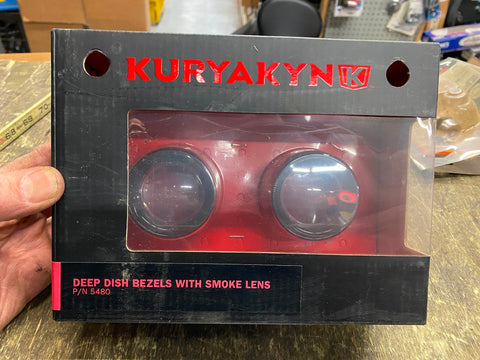 KURYAKYN K
DEEP DISH BEZELS WITH SMOKE LENS
P/N 5480